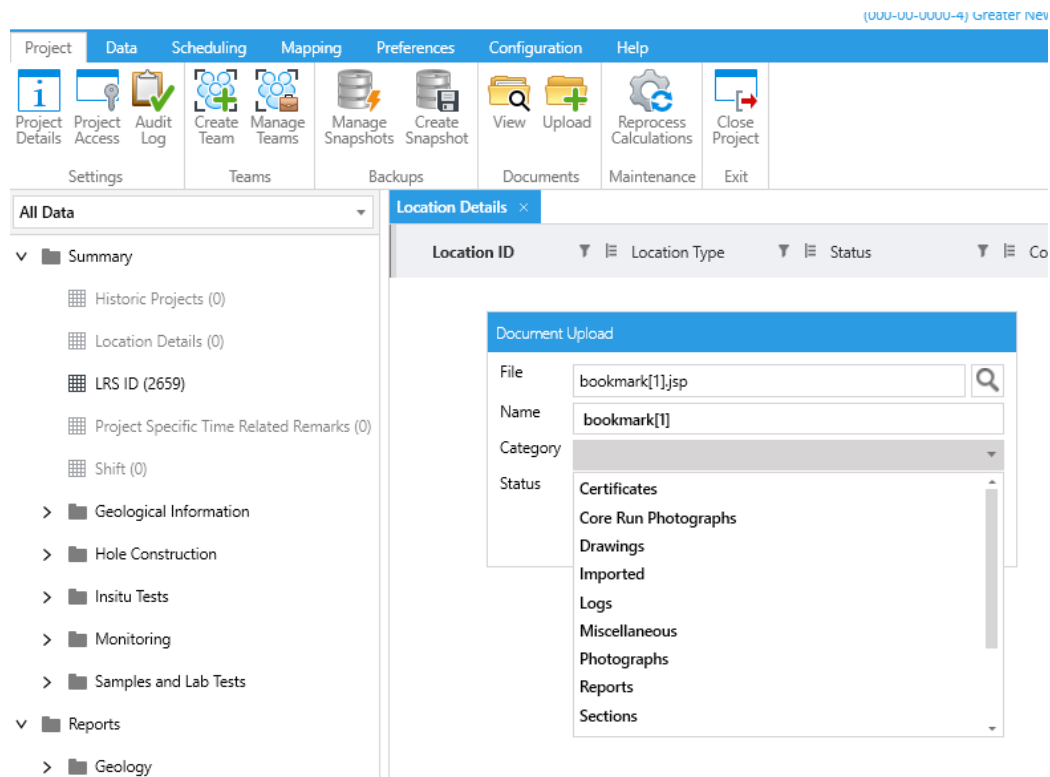 (000-00-0000-4) Greater New
Project Data Scheduling Mapping Preferences Configuration Help
Project Details
Project Access
Audit Log
Create Team
Manage Teams
Manage Snapshots
Create Snapshot
View
Upload
Reprocess Calculations
Close Project
Settings Teams Backups Documents Maintenance Exit
All Data
Location Details ×
Location ID Location Type Status Co
Summary
Historic Projects (0)
Location Details (0)
LRS ID (2659)
Project Specific Time Related Remarks (0)
Shift (0)
Geological Information
Hole Construction
Insitu Tests
Monitoring
Samples and Lab Tests
Reports
Geology
Document Upload
File bookmark[1].jsp
Name bookmark[1]
Category
Status
Certificates
Core Run Photographs
Drawings
Imported
Logs
Miscellaneous
Photographs
Reports
Sections